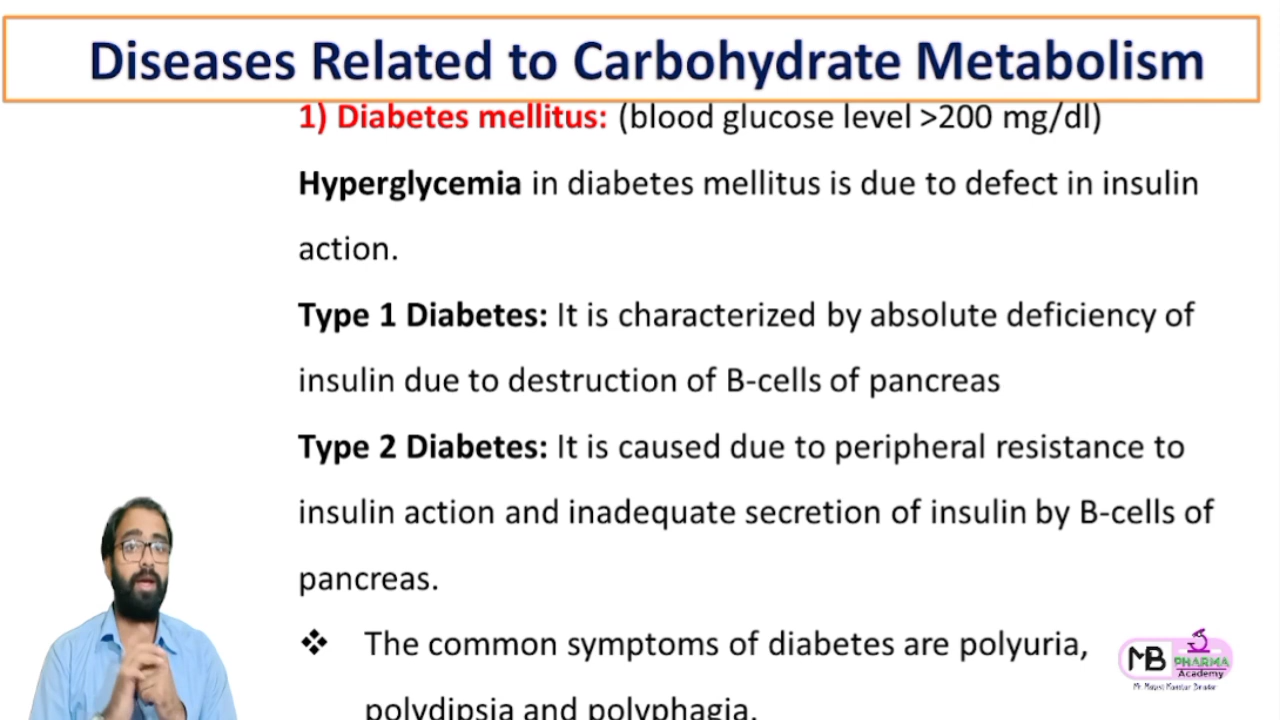 Diseases Related to Carbohydrate Metabolism
1) Diabetes mellitus: (blood glucose level >200 mg/dl)
Hyperglycemia in diabetes mellitus is due to defect in insulin
action.
Type 1 Diabetes: It is characterized by absolute deficiency of
insulin due to destruction of B-cells of pancreas
Type 2 Diabetes: It is caused due to peripheral resistance to
insulin action and inadequate secretion of insulin by B-cells of
pancreas.
❖ The common symptoms of diabetes are polyuria,
polydipsia and polyphagia.
MB PHARMA
Academy